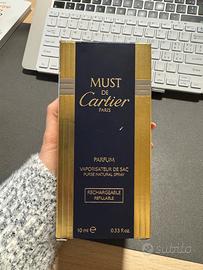 MUST
DE
Cartier
PARIS
PARFUM
VAPORISATEUR DE SAC
PURSE NATURAL SPRAY
RECHARGEABLE
REFILLABLE
10 ml e 0.33 fl.oz.
subito